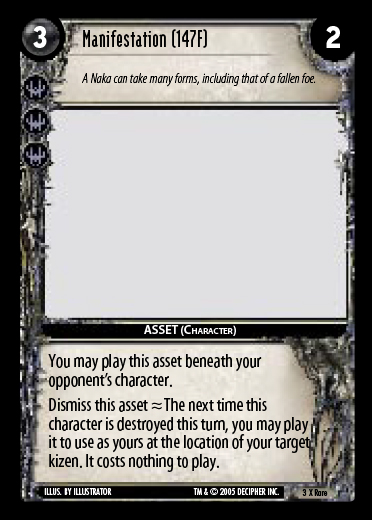 3
Manifestation (147F)
2
A Naka can take many forms, including that of a fallen foe.
ASSET (CHARACTER)
You may play this asset beneath your
opponent's character.
Dismiss this asset ≈ The next time this
character is destroyed this turn, you may play
it to use as yours at the location of your target
kizen. It costs nothing to play.
ILLUS. BY ILLUSTRATOR
TM & © 2005 DECIPHER INC.
3 X Rare